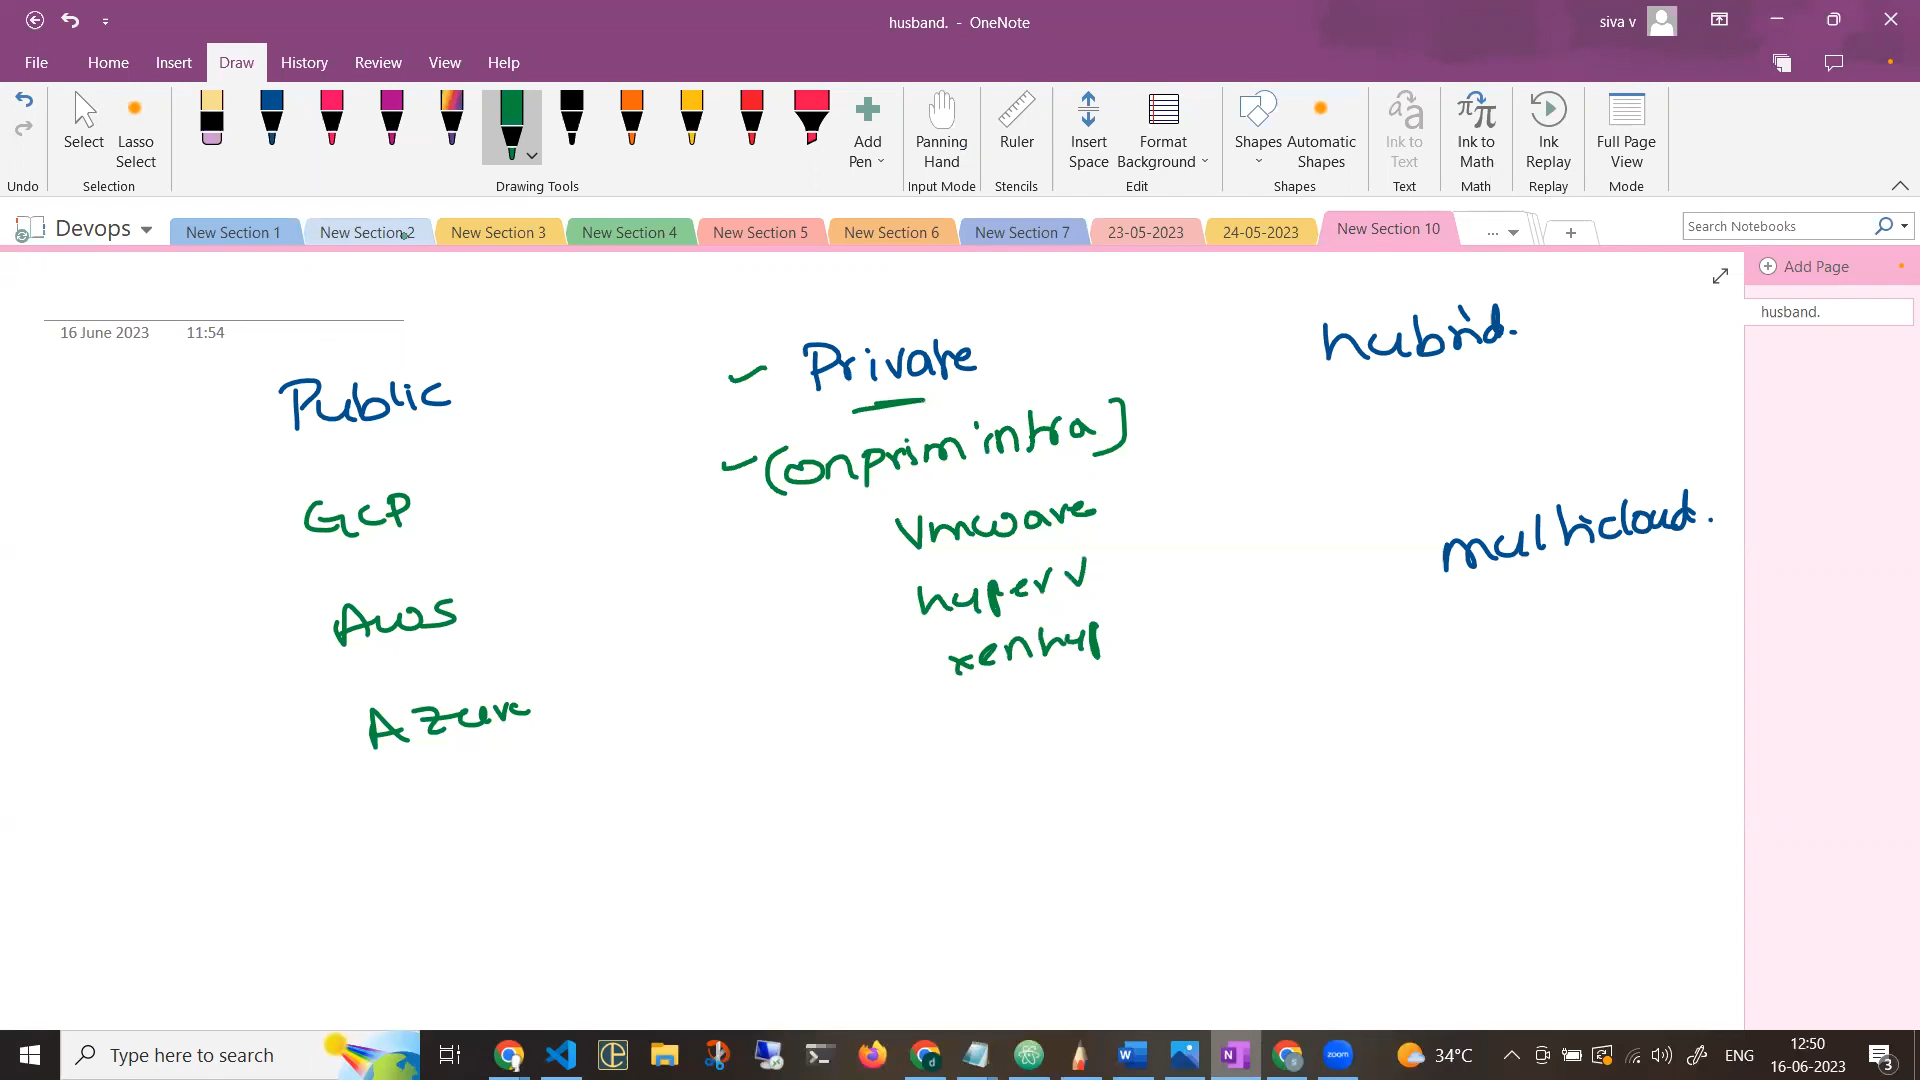 husband. - OneNote
siva v
File Home Insert Draw History Review View Help
Select
Lasso Select
Add Pen
Panning Hand
Ruler
Insert Space
Format Background
Shapes
Automatic Shapes
Ink to Text
Ink to Math
Ink Replay
Full Page View
Undo Selection Drawing Tools Input Mode Stencils Edit Shapes Text Math Replay Mode
Devops New Section 1 New Section 2 New Section 3 New Section 4 New Section 5 New Section 6 New Section 7 23-05-2023 24-05-2023 New Section 10 ... Search Notebooks
Add Page
husband.
16 June 2023 11:54
Public
GCP
Aws
Azure
Private
(onprim intra]
Vmware
hyper v
xenhyp
hubrid.
multicloud.
Type here to search
zoom
34°C
ENG
12:50
16-06-2023
3